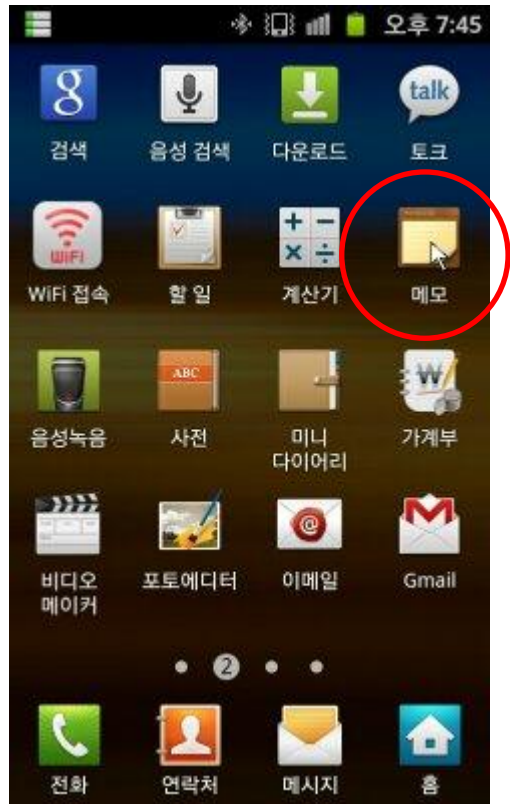 오후 7:45
8
talk
검색
음성 검색
다운로드
토크
WiFi
+ −
× ÷
WiFi 접속
할 일
계산기
메모
ABC
W
음성녹음
사전
미니
다이어리
가계부
@
M
비디오
메이커
포토에디터
이메일
Gmail
2
전화
연락처
메시지
홈